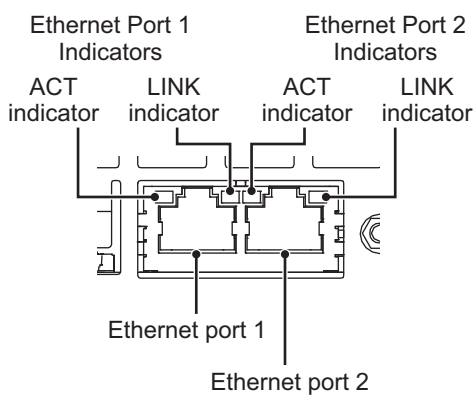 Ethernet Port 1
Indicators
Ethernet Port 2
Indicators
ACT
indicator
LINK
indicator
ACT
indicator
LINK
indicator
Ethernet port 1
Ethernet port 2